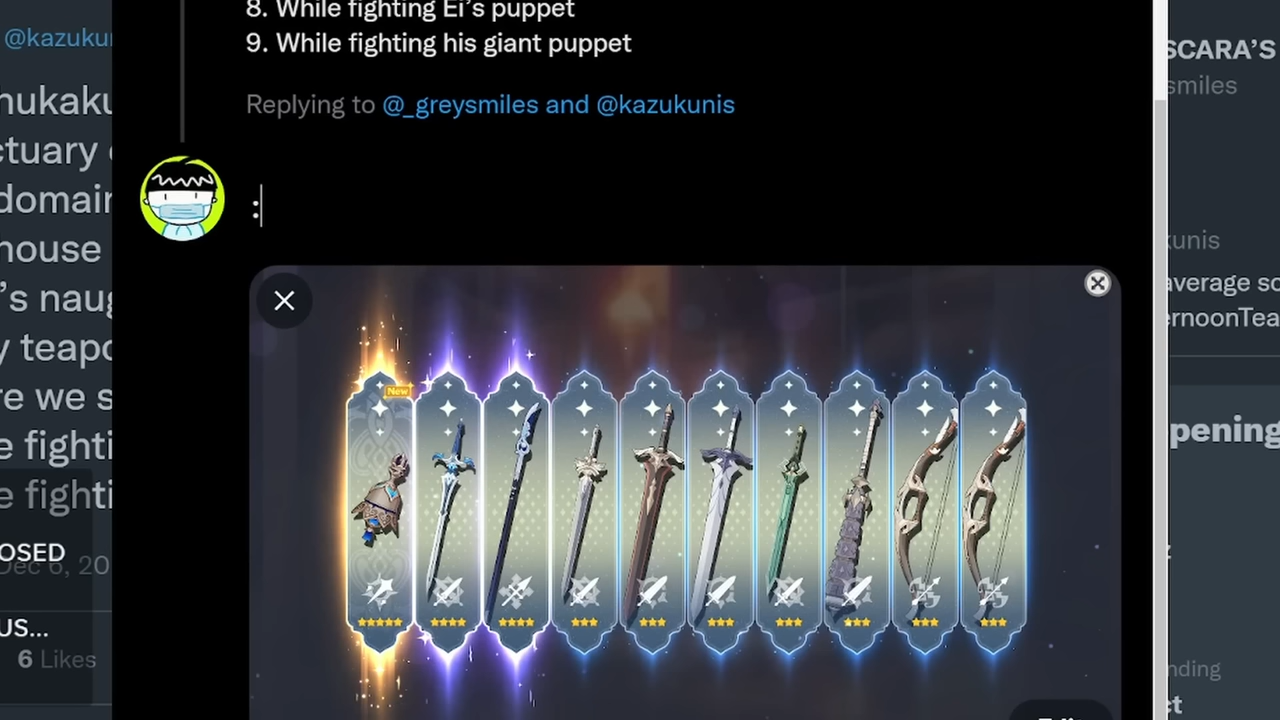 8. While fighting Ei's puppet
9. While fighting his giant puppet
Replying to @_greysmiles and @kazukunis
:
New
@kazuku
hukaku
ctuary
domain
house
's naug
y teapo
re we s
e fighti
e fighti
OSED
Dec 6, 20
US...
6 Likes
SCARA'S
smiles
kunis
average sc
ernoonTea
pening
nding
ct